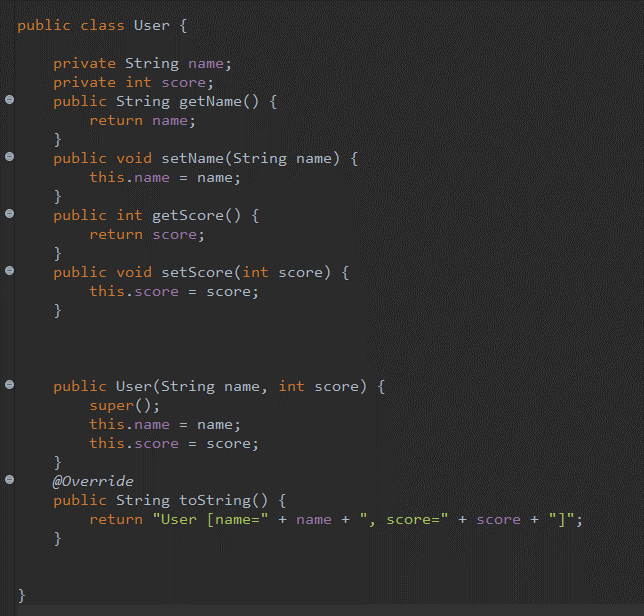 public class User {
private String name;
private int score;
public String getName() {
return name;
}
public void setName(String name) {
this.name = name;
}
public int getScore() {
return score;
}
public void setScore(int score) {
this.score = score;
}
public User(String name, int score) {
super();
this.name = name;
this.score = score;
}
@Override
public String toString() {
return "User [name=" + name + ", score=" + score + "]";
}
}